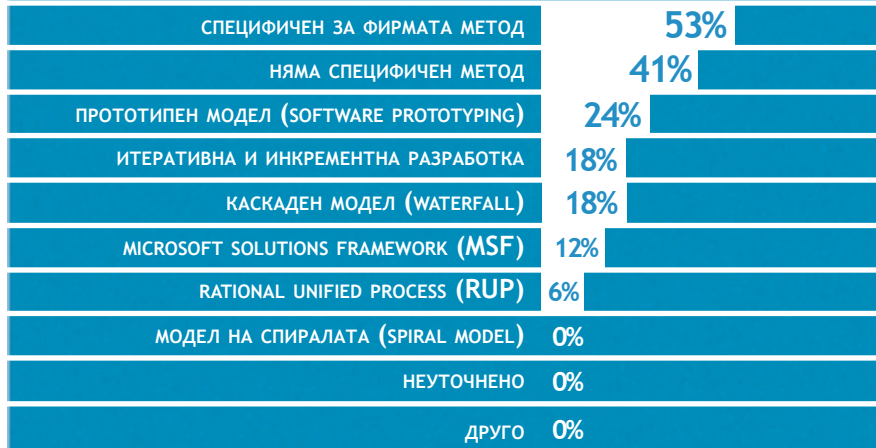 СПЕЦИФИЧЕН ЗА ФИРМАТА МЕТОД 53%
НЯМА СПЕЦИФИЧЕН МЕТОД 41%
ПРОТОТИПЕН МОДЕЛ (SOFTWARE PROTOTYPING) 24%
ИТЕРАТИВНА И ИНКРЕМЕНТНА РАЗРАБОТКА 18%
КАСКАДЕН МОДЕЛ (WATERFALL) 18%
MICROSOFT SOLUTIONS FRAMEWORK (MSF) 12%
RATIONAL UNIFIED PROCESS (RUP) 6%
МОДЕЛ НА СПИРАЛАТА (SPIRAL MODEL) 0%
НЕУТОЧНЕНО 0%
ДРУГО 0%